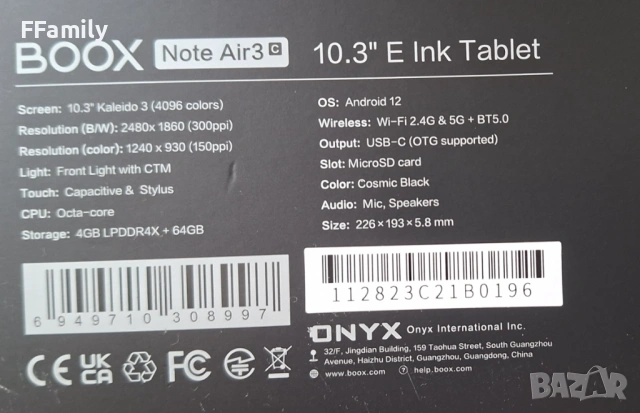 FFamily
BOOX Note Air3 C 10.3" E Ink Tablet
Screen: 10.3" Kaleido 3 (4096 colors)
Resolution (B/W): 2480x 1860 (300ppi)
Resolution (color): 1240 x 930 (150ppi)
Light: Front Light with CTM
Touch: Capacitive & Stylus
CPU: Octa-core
Storage: 4GB LPDDR4X + 64GB
OS: Android 12
Wireless: Wi-Fi 2.4G & 5G + BT5.0
Output: USB-C (OTG supported)
Slot: MicroSD card
Color: Cosmic Black
Audio: Mic, Speakers
Size: 226×193×5.8 mm
6 949710 308997
112823C21B0196
ONYX Onyx International Inc.
32/F, Jingdian Building, 159 Taohua Street, South Guangzhou
Avenue, Haizhu District, Guangzhou, Guangdong, China
www.boox.com help.boox.com
CE UK CA FC
bazar
.bg